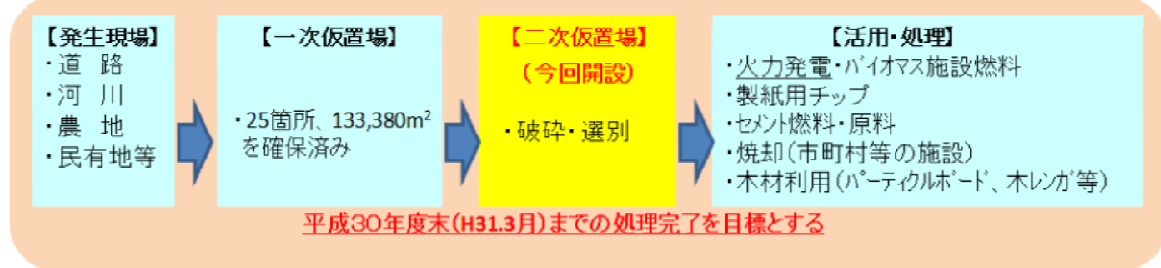 【発生現場】
・道　路
・河　川
・農　地
・民有地等
【一次仮置場】
・25箇所、133,380m²
を確保済み
【二次仮置場】
(今回開設)
・破砕・選別
【活用・処理】
・火力発電・バイオマス施設燃料
・製紙用チップ
・セメント燃料・原料
・焼却(市町村等の施設)
・木材利用(パーティクルボード、木レンガ等)
平成30年度末(H31.3月)までの処理完了を目標とする